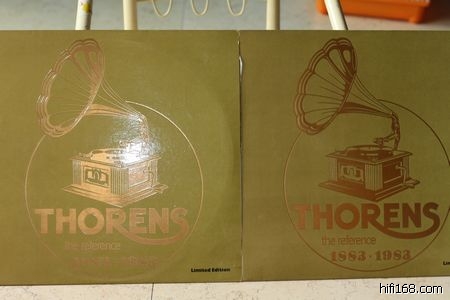 THORENS
the reference
Limited Edition
THORENS
the reference
1883 · 1983
hifi168.com